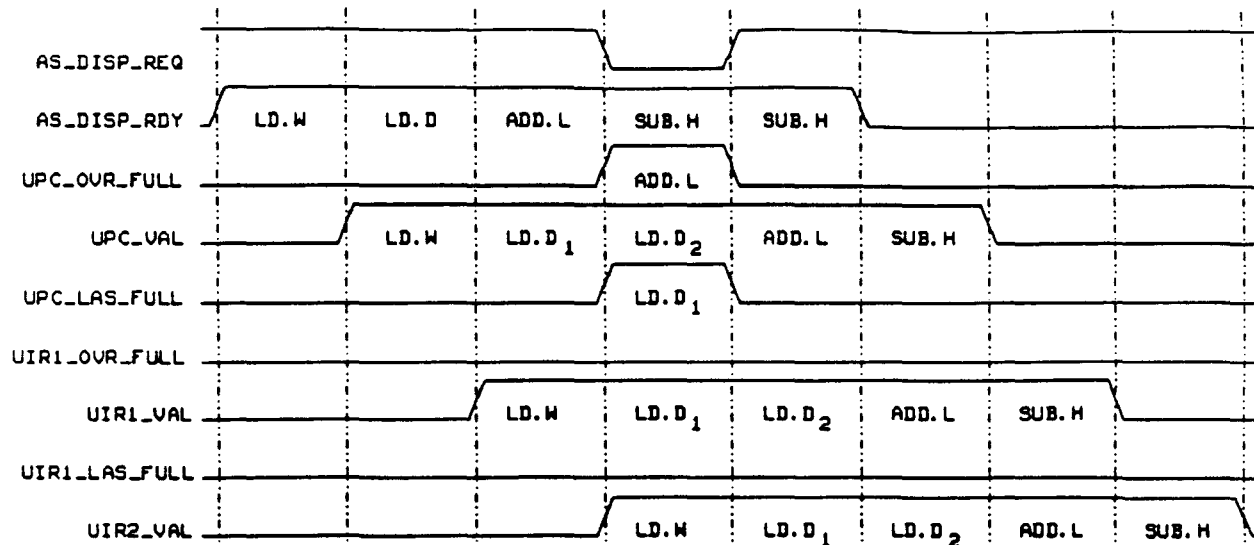 AS_DISP_REQ
AS_DISP_RDY LD.W LD.D ADD.L SUB.H SUB.H
UPC_OVR_FULL ADD.L
UPC_VAL LD.W LD.D1 LD.D2 ADD.L SUB.H
UPC_LAS_FULL LD.D1
UIR1_OVR_FULL
UIR1_VAL LD.W LD.D1 LD.D2 ADD.L SUB.H
UIR1_LAS_FULL
UIR2_VAL LD.W LD.D1 LD.D2 ADD.L SUB.H